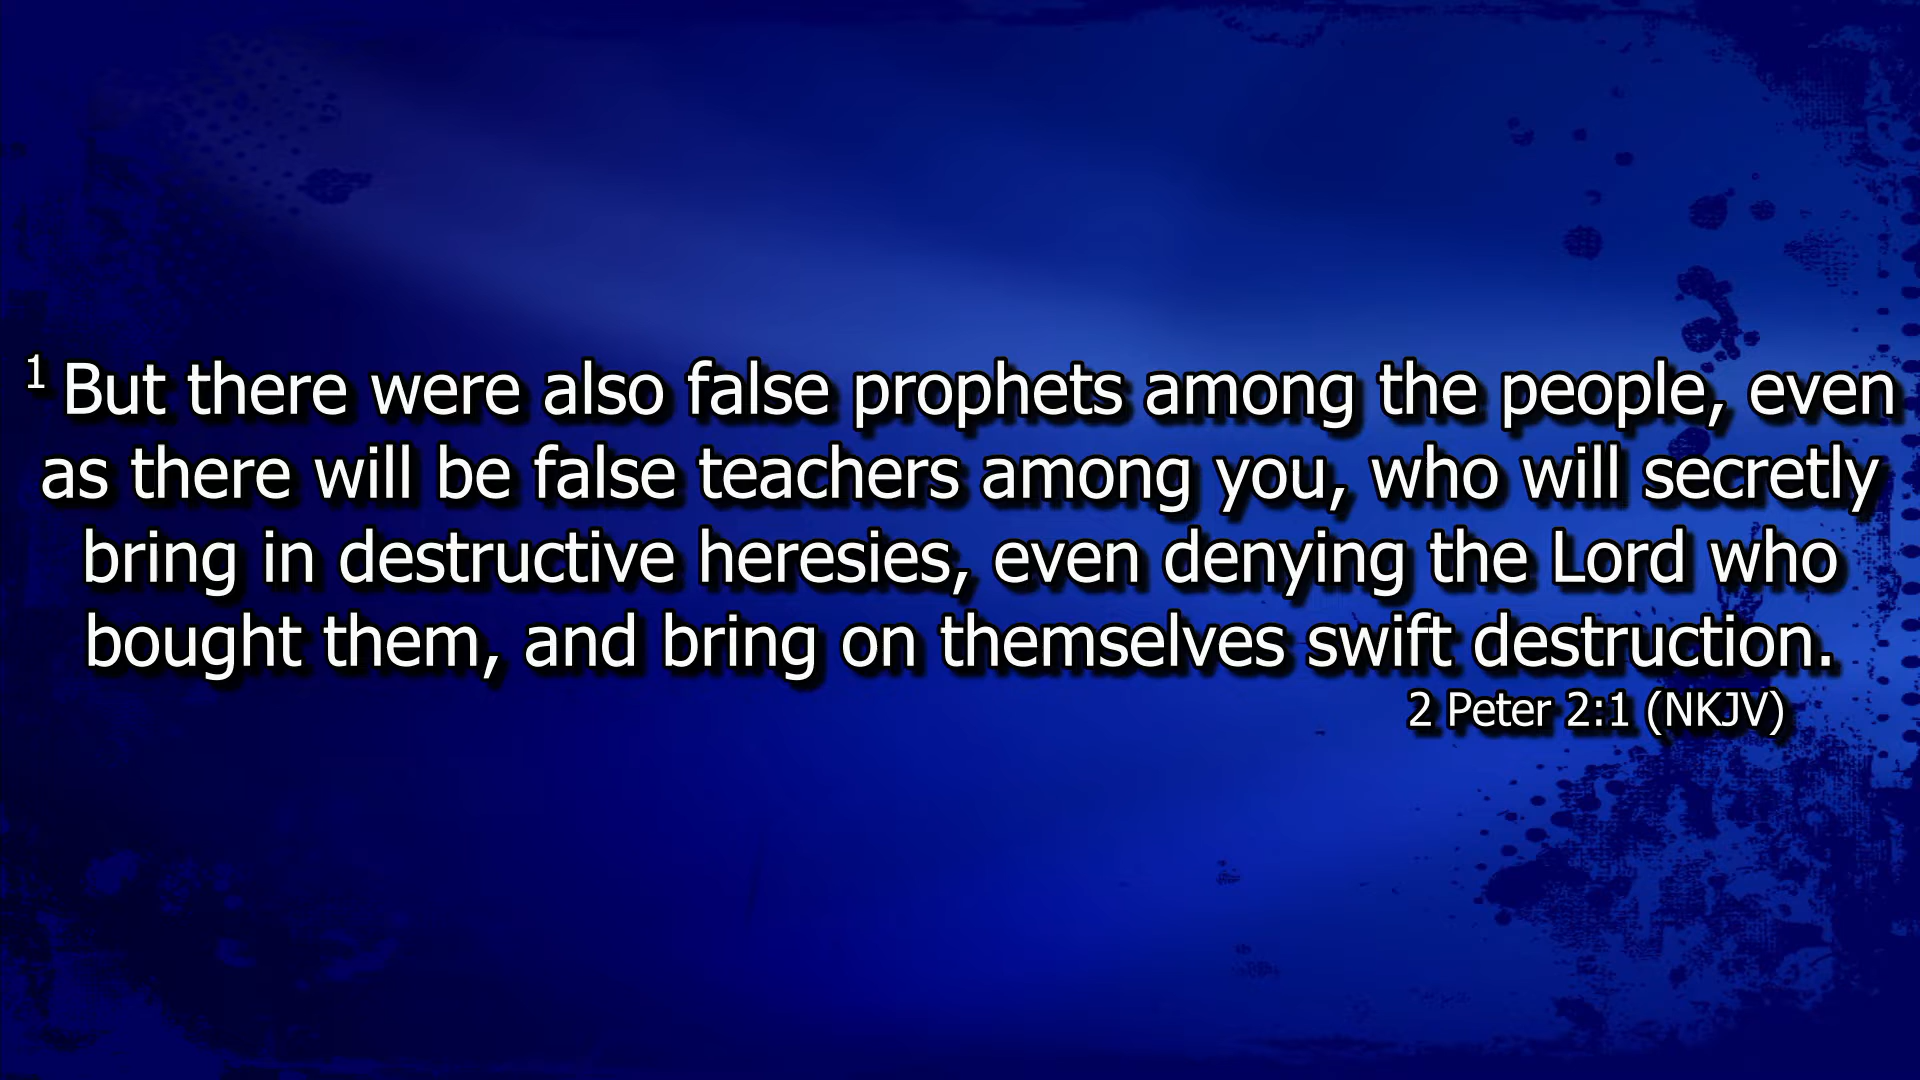 1 But there were also false prophets among the people, even
as there will be false teachers among you, who will secretly
bring in destructive heresies, even denying the Lord who
bought them, and bring on themselves swift destruction.
2 Peter 2:1 (NKJV)